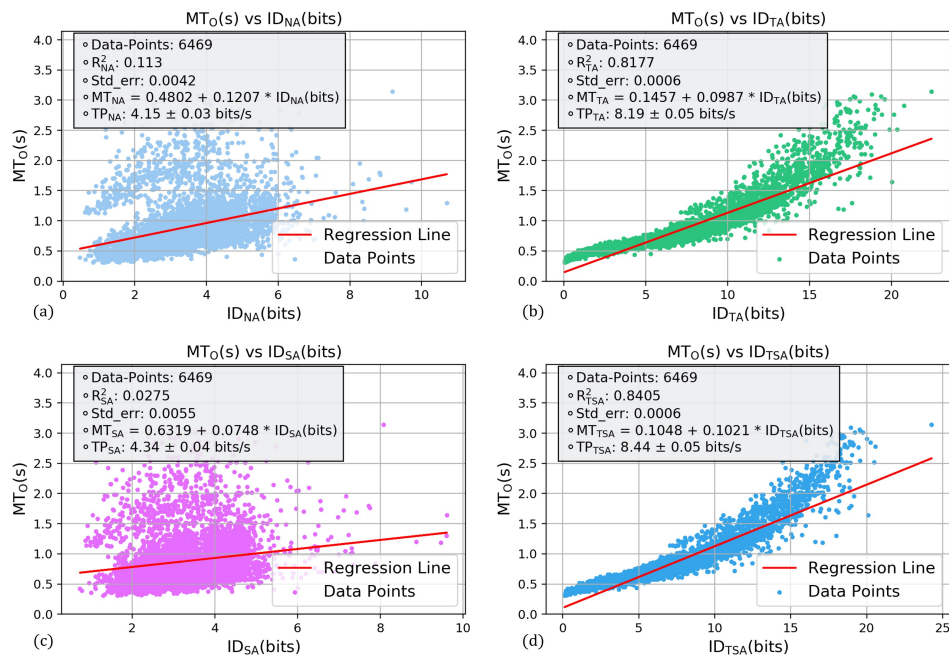 MT_O(s) vs ID_NA(bits)
∘ Data-Points: 6469
∘ R²_NA: 0.113
∘ Std_err: 0.0042
∘ MT_NA = 0.4802 + 0.1207 * ID_NA(bits)
∘ TP_NA: 4.15 ± 0.03 bits/s
4.0
3.5
3.0
2.5
2.0
1.5
1.0
0.5
0.0
MT_O(s)
Regression Line
Data Points
0 2 4 6 8 10
(a) ID_NA(bits)
MT_O(s) vs ID_TA(bits)
∘ Data-Points: 6469
∘ R²_TA: 0.8177
∘ Std_err: 0.0006
∘ MT_TA = 0.1457 + 0.0987 * ID_TA(bits)
∘ TP_TA: 8.19 ± 0.05 bits/s
4.0
3.5
3.0
2.5
2.0
1.5
1.0
0.5
0.0
MT_O(s)
Regression Line
Data Points
0 5 10 15 20
(b) ID_TA(bits)
MT_O(s) vs ID_SA(bits)
∘ Data-Points: 6469
∘ R²_SA: 0.0275
∘ Std_err: 0.0055
∘ MT_SA = 0.6319 + 0.0748 * ID_SA(bits)
∘ TP_SA: 4.34 ± 0.04 bits/s
4.0
3.5
3.0
2.5
2.0
1.5
1.0
0.5
0.0
MT_O(s)
Regression Line
Data Points
2 4 6 8 10
(c) ID_SA(bits)
MT_O(s) vs ID_TSA(bits)
∘ Data-Points: 6469
∘ R²_TSA: 0.8405
∘ Std_err: 0.0006
∘ MT_TSA = 0.1048 + 0.1021 * ID_TSA(bits)
∘ TP_TSA: 8.44 ± 0.05 bits/s
4.0
3.5
3.0
2.5
2.0
1.5
1.0
0.5
0.0
MT_O(s)
Regression Line
Data Points
0 5 10 15 20 25
(d) ID_TSA(bits)